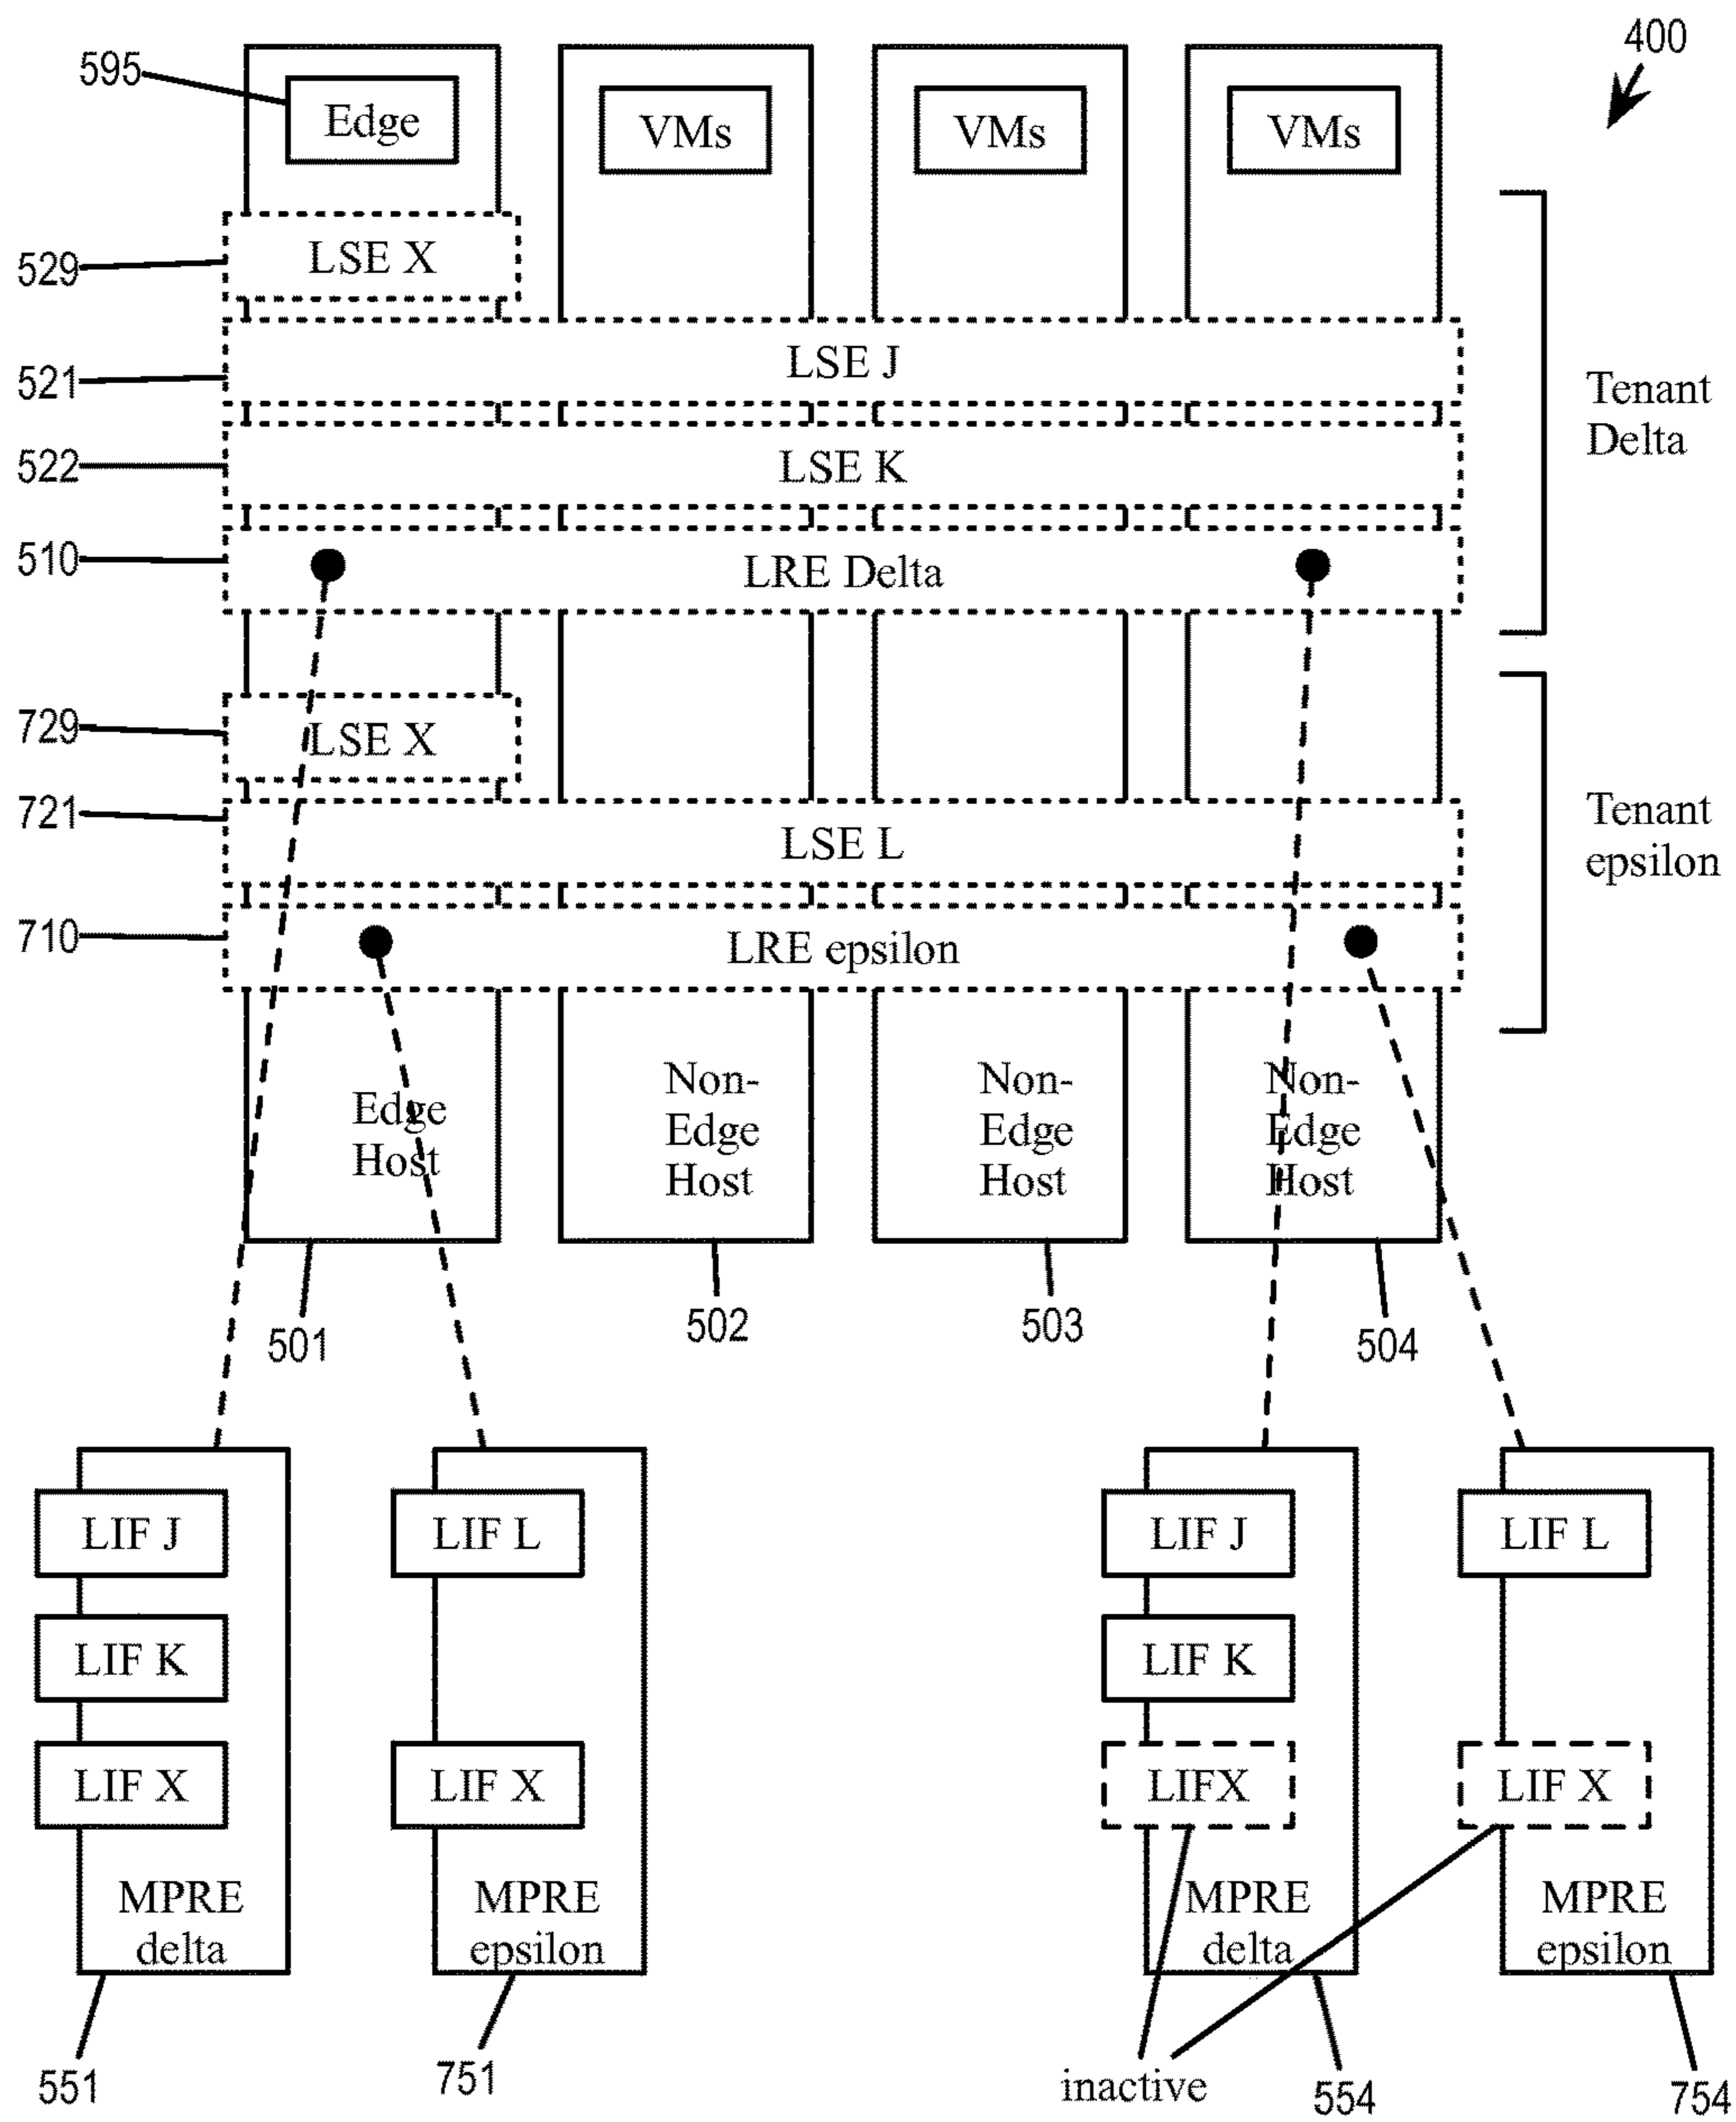 400
595
Edge
VMs
VMs
VMs
529
LSE X
521
LSE J
Tenant
Delta
522
LSE K
510
LRE Delta
729
LSE X
721
LSE L
Tenant
epsilon
710
LRE epsilon
Edge
Host
Non-
Edge
Host
Non-
Edge
Host
Non-
Edge
Host
501
502
503
504
LIF J
LIF K
LIF X
MPRE
delta
LIF L
LIF X
MPRE
epsilon
LIF J
LIF K
LIFX
MPRE
delta
LIF L
LIF X
MPRE
epsilon
551
751
inactive
554
754